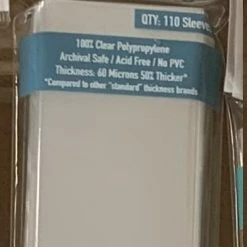 QTY: 110 Sleeve
100% Clear Polypropylene
Archival Safe / Acid Free / No PVC
Thickness: 60 Microns 50% Thicker*
*Compared to other "standard" thickness brands